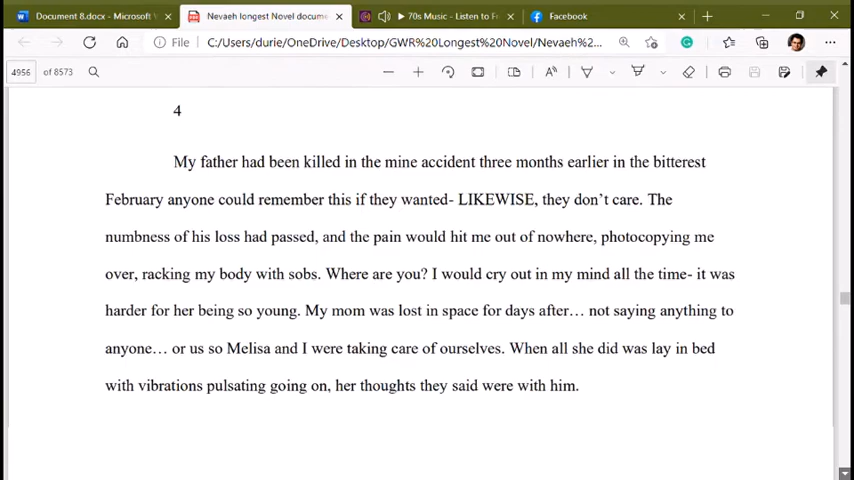 Document 8.docx - Microsoft W
Nevaeh longest Novel docume
70s Music - Listen to Fr
Facebook
File
C:/Users/durie/OneDrive/Desktop/GWR%20Longest%20Novel/Nevaeh%2...
4956 of 8573
4
My father had been killed in the mine accident three months earlier in the bitterest
February anyone could remember this if they wanted- LIKEWISE, they don’t care. The
numbness of his loss had passed, and the pain would hit me out of nowhere, photocopying me
over, racking my body with sobs. Where are you? I would cry out in my mind all the time- it was
harder for her being so young. My mom was lost in space for days after… not saying anything to
anyone… or us so Melisa and I were taking care of ourselves. When all she did was lay in bed
with vibrations pulsating going on, her thoughts they said were with him.